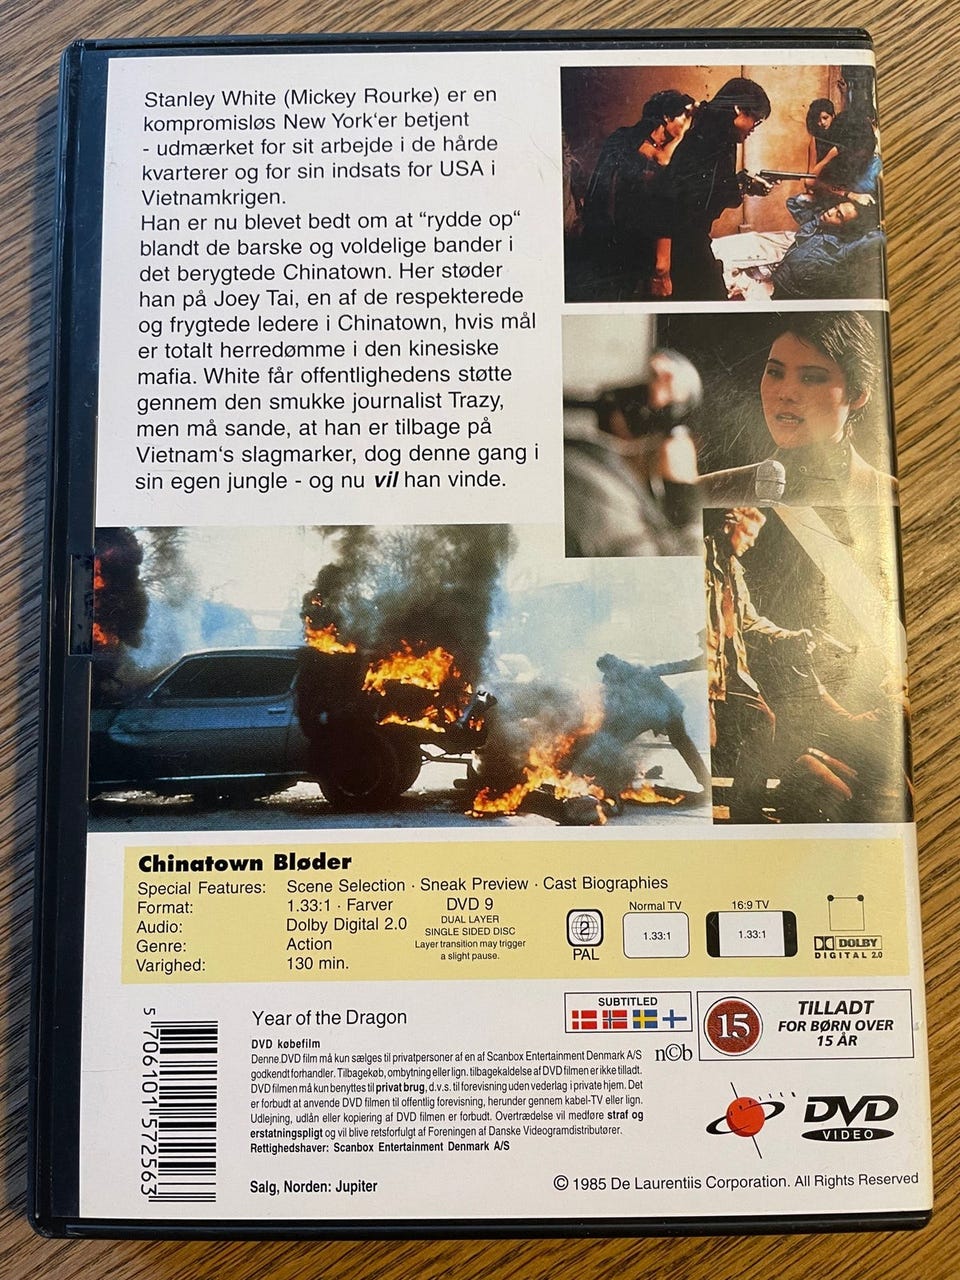 Stanley White (Mickey Rourke) er en
kompromisløs New York‘er betjent
- udmærket for sit arbejde i de hårde
kvarterer og for sin indsats for USA i
Vietnamkrigen.
Han er nu blevet bedt om at “rydde op“
blandt de barske og voldelige bander i
det berygtede Chinatown. Her støder
han på Joey Tai, en af de respekterede
og frygtede ledere i Chinatown, hvis mål
er totalt herredømme i den kinesiske
mafia. White får offentlighedens støtte
gennem den smukke journalist Trazy,
men må sande, at han er tilbage på
Vietnam‘s slagmarker, dog denne gang i
sin egen jungle - og nu vil han vinde.
Chinatown Bløder
Special Features: Scene Selection · Sneak Preview · Cast Biographies
Format: 1.33:1 · Farver
Audio: Dolby Digital 2.0
Genre: Action
Varighed: 130 min.
DVD 9
DUAL LAYER
SINGLE SIDED DISC
Layer transition may trigger
a slight pause.
2
PAL
Normal TV
1.33:1
16:9 TV
1.33:1
DOLBY
DIGITAL 2.0
5 706101 572563
Year of the Dragon
DVD købefilm
Denne DVD film må kun sælges til privatpersoner af en af Scanbox Entertainment Denmark A/S
godkendt forhandler. Tilbagekøb, ombytning eller lign. tilbagekaldelse af DVD filmen er ikke tilladt.
DVD filmen må kun benyttes til privat brug, d.v.s. til forevisning uden vederlag i private hjem. Det
er forbudt at anvende DVD filmen til offentlig forevisning, herunder gennem kabel-TV eller lign.
Udlejning, udlån eller kopiering af DVD filmen er forbudt. Overtrædelse vil medføre straf og
erstatningspligt og vil blive retsforfulgt af Foreningen af Danske Videogramdistributører.
Rettighedshaver: Scanbox Entertainment Denmark A/S
Salg, Norden: Jupiter
SUBTITLED
n©b
15
TILLADT
FOR BØRN OVER
15 ÅR
DVD
VIDEO
© 1985 De Laurentiis Corporation. All Rights Reserved